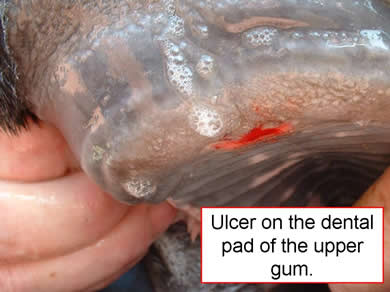 Ulcer on the dental
pad of the upper
gum.